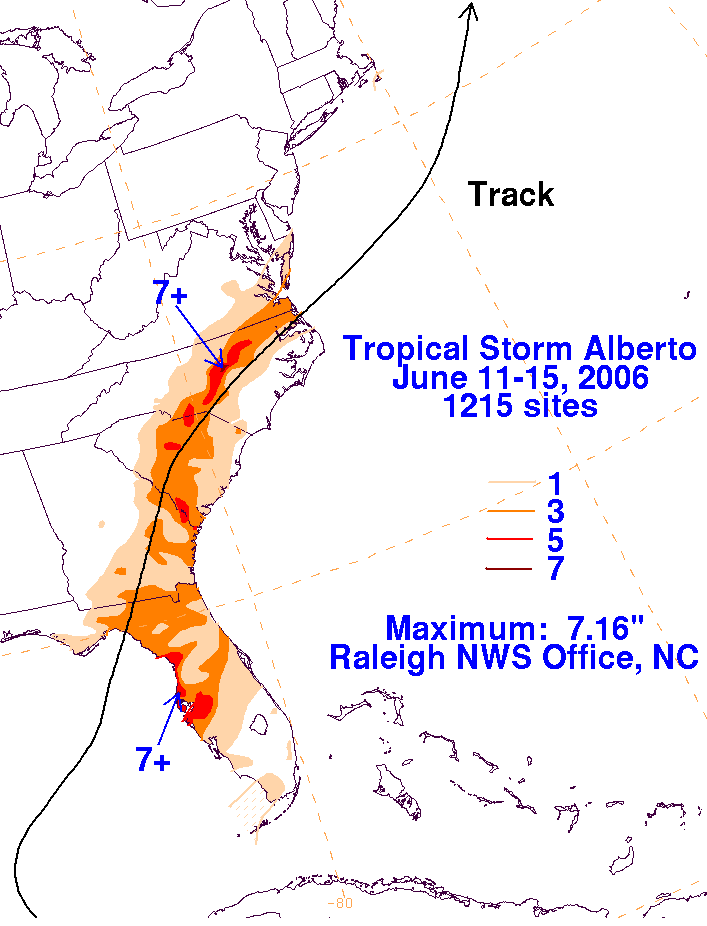 Track
7+
Tropical Storm Alberto
June 11-15, 2006
1215 sites
1
3
5
7
Maximum: 7.16"
Raleigh NWS Office, NC
7+
-80